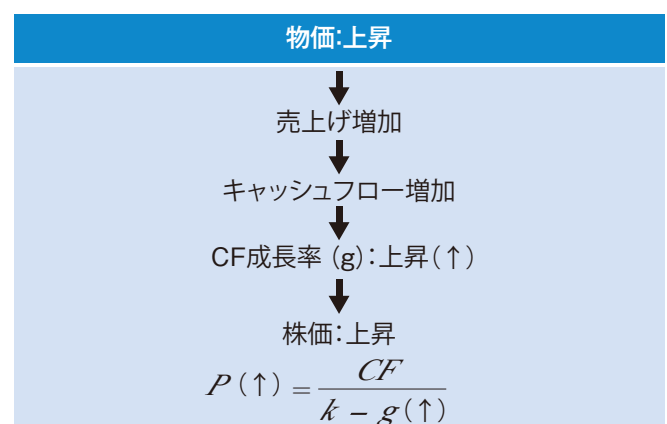 物価:上昇
売上げ増加
キャッシュフロー増加
CF成長率 (g):上昇(↑)
株価:上昇
P(↑) = CF / k − g(↑)